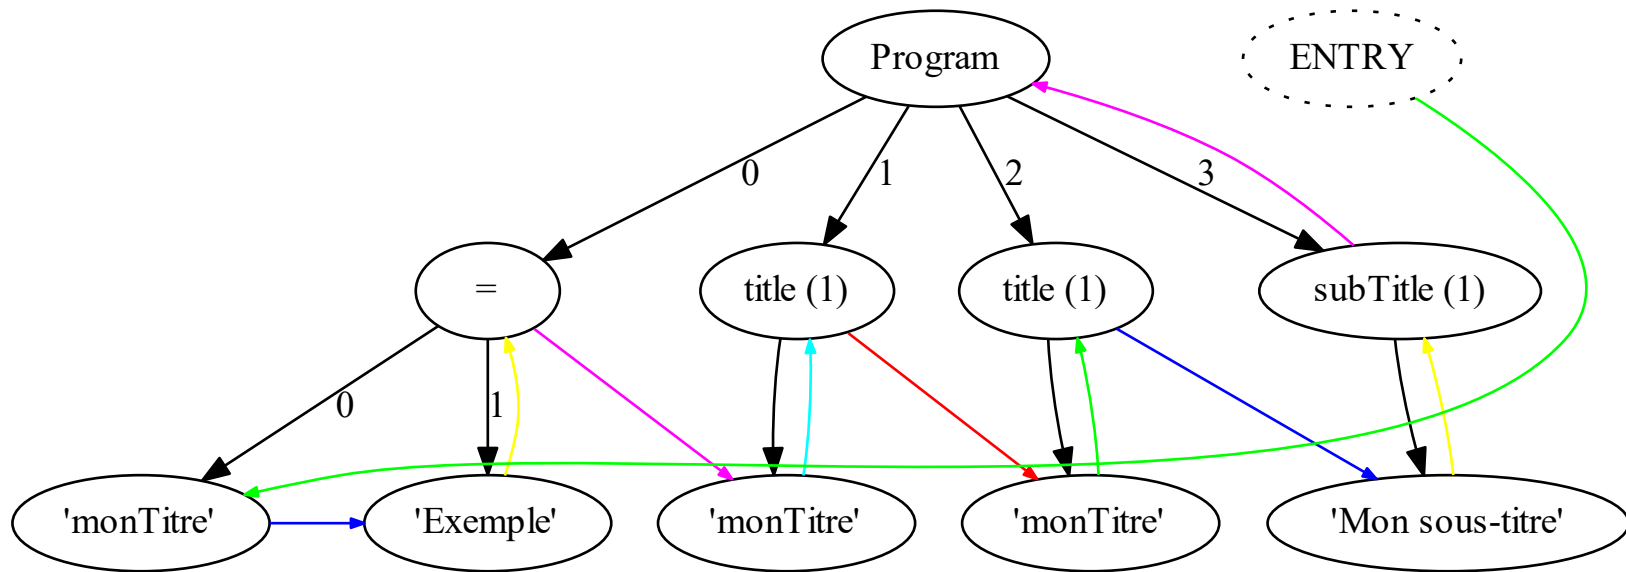 Program
ENTRY
0
1
2
3
=
title (1)
title (1)
subTitle (1)
0
1
'monTitre'
'Exemple'
'monTitre'
'monTitre'
'Mon sous-titre'